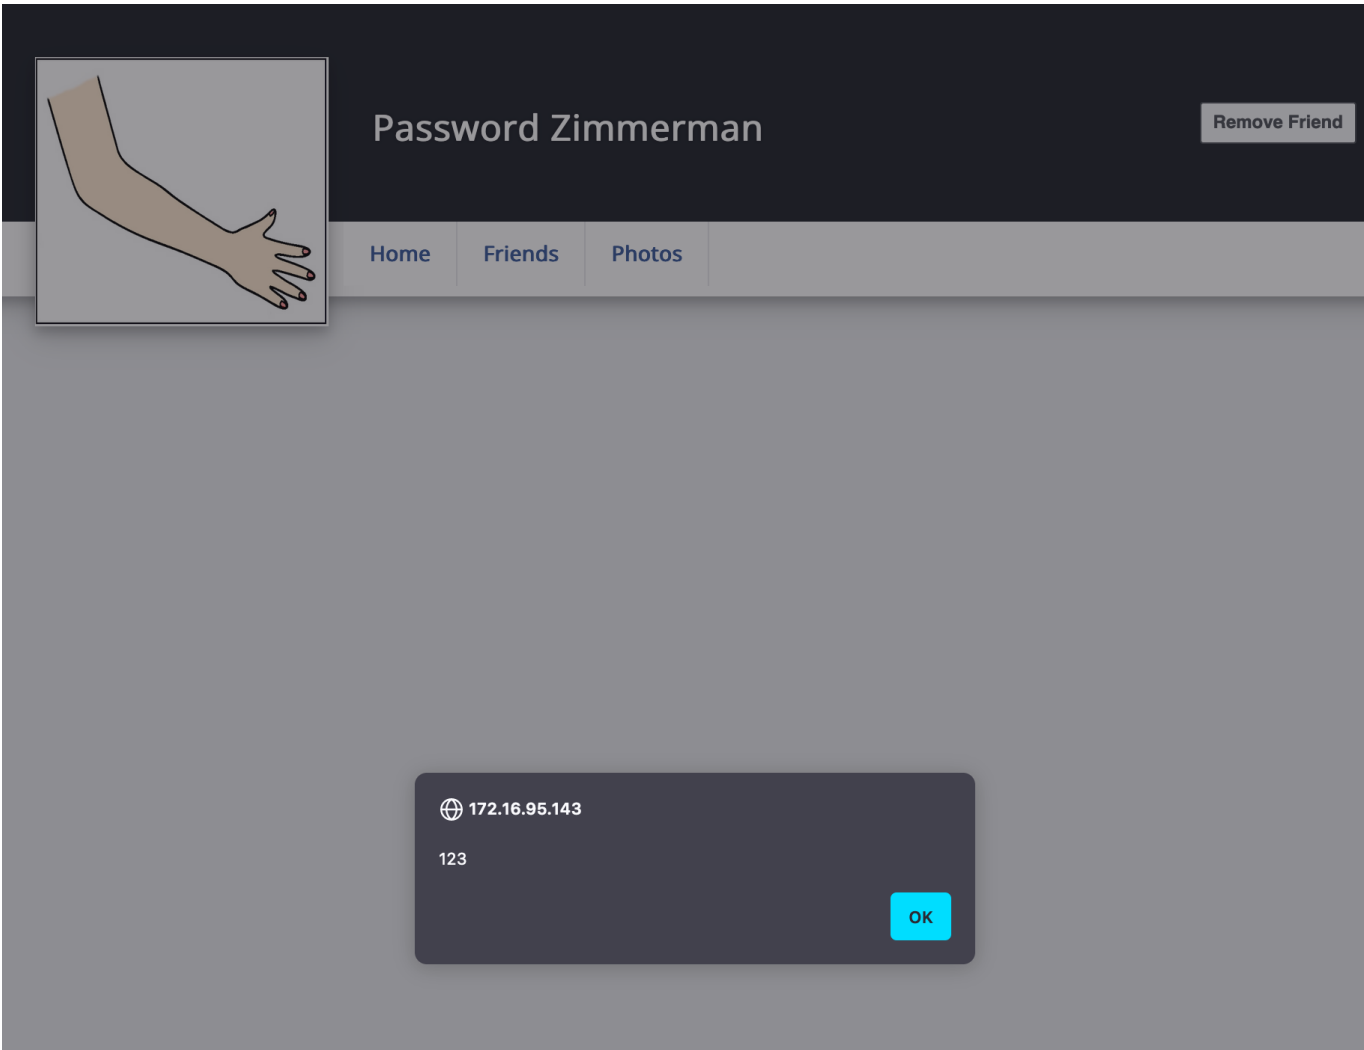 Password Zimmerman
Remove Friend
Home
Friends
Photos
172.16.95.143
123
OK